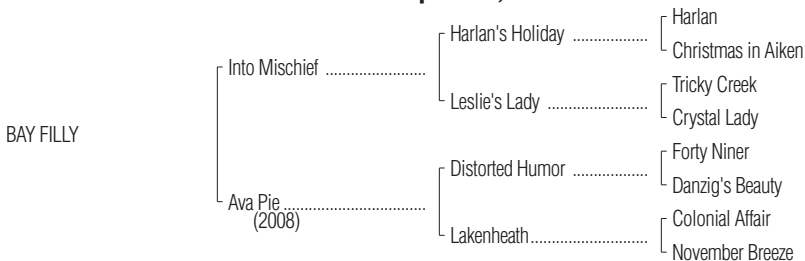 Harlan
Harlan's Holiday ..................
Christmas in Aiken
Into Mischief ........................
Tricky Creek
Leslie's Lady ........................
Crystal Lady
BAY FILLY
Forty Niner
Distorted Humor ..................
Danzig's Beauty
Ava Pie ...........................
(2008)
Colonial Affair
Lakenheath............................
November Breeze